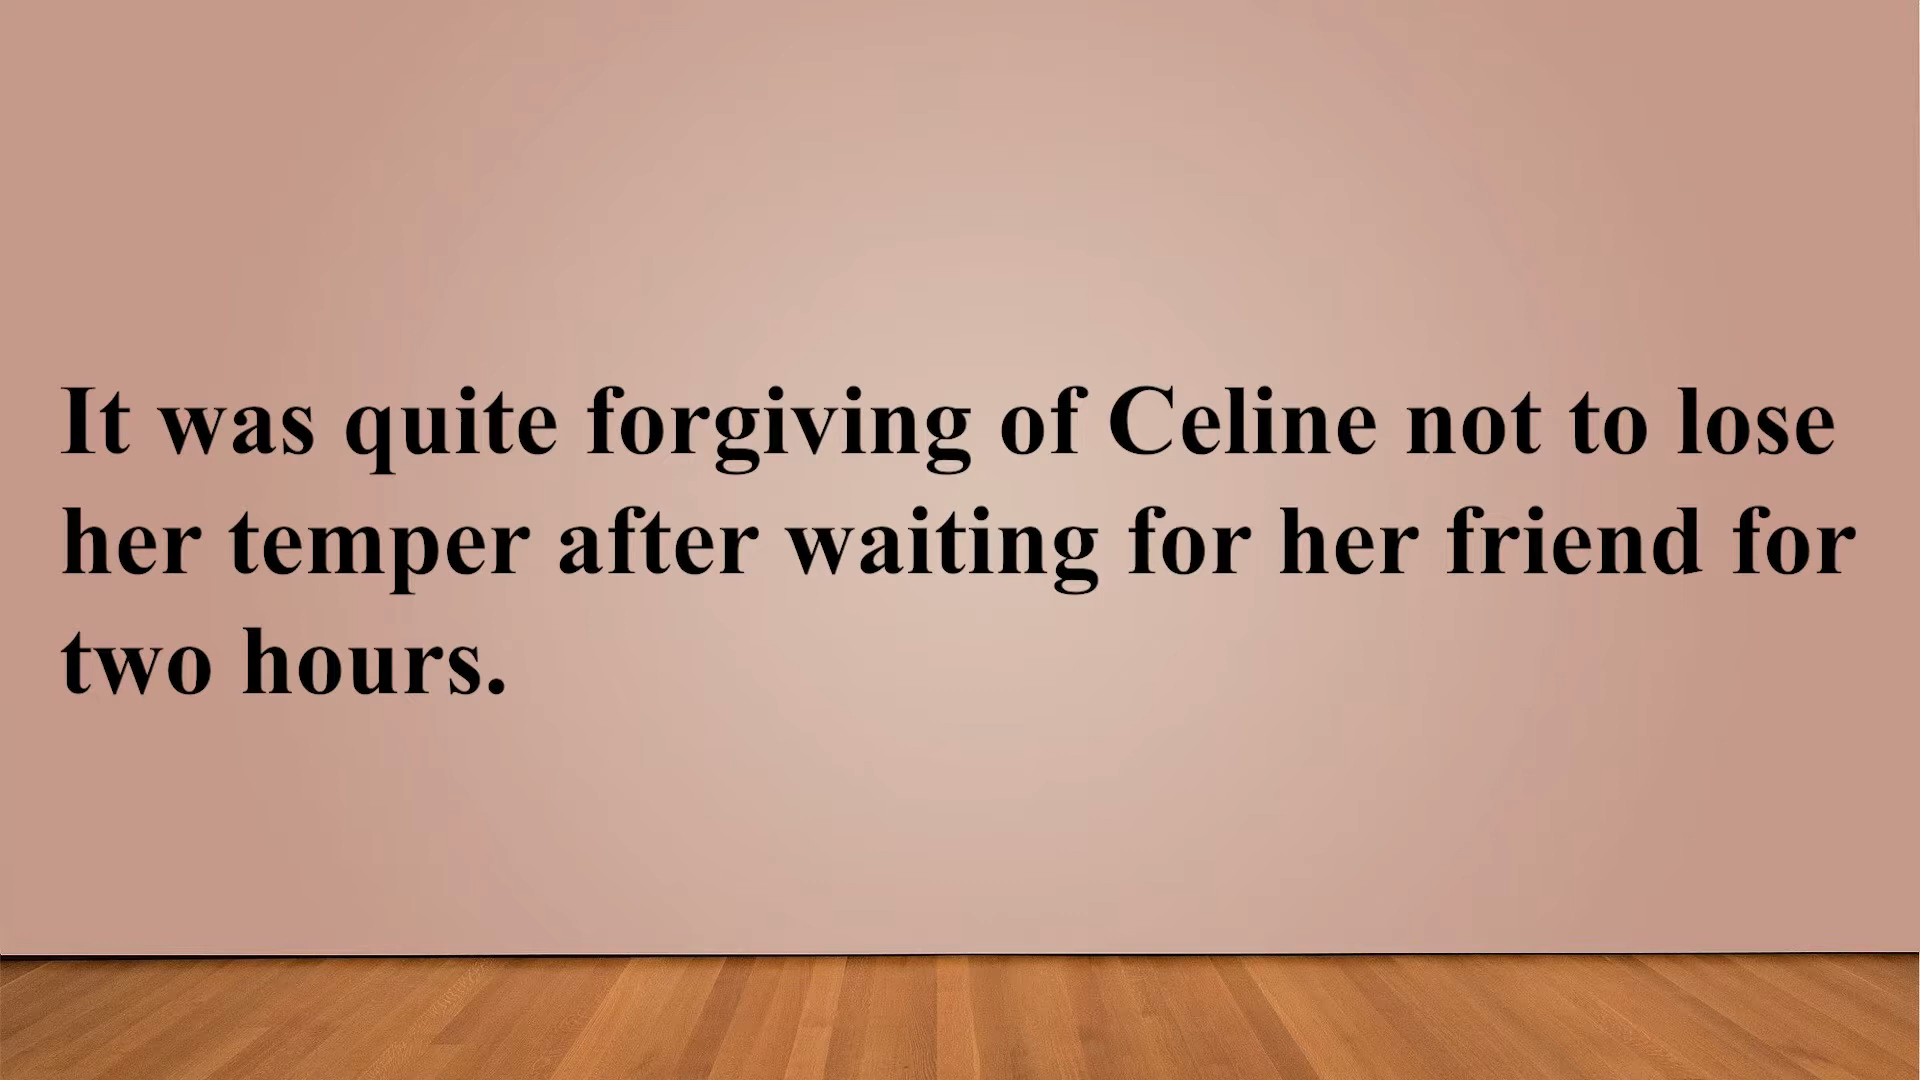 It was quite forgiving of Celine not to lose
her temper after waiting for her friend for
two hours.